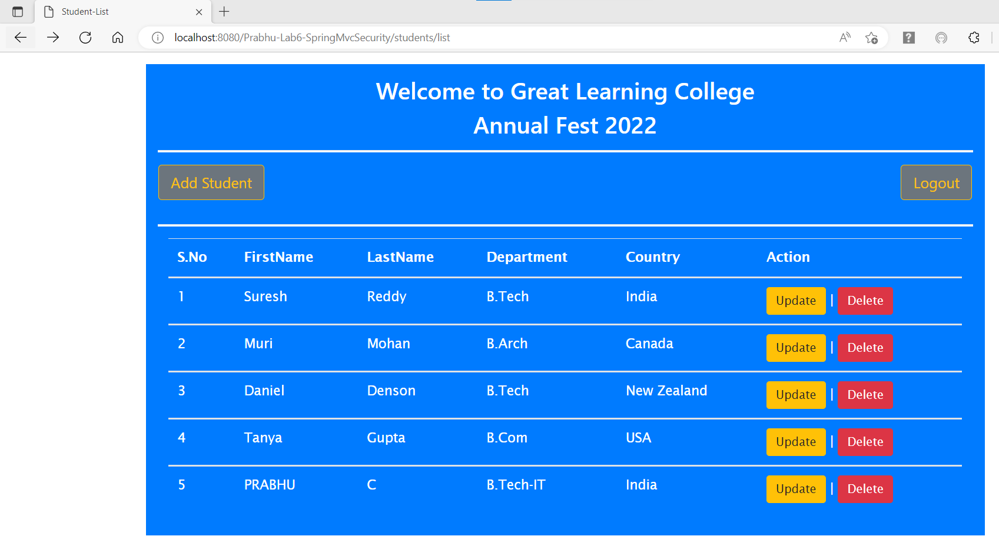 Student-List
localhost:8080/Prabhu-Lab6-SpringMvcSecurity/students/list
Welcome to Great Learning College
Annual Fest 2022
Add Student Logout
S.No FirstName LastName Department Country Action
1 Suresh Reddy B.Tech India Update | Delete
2 Muri Mohan B.Arch Canada Update | Delete
3 Daniel Denson B.Tech New Zealand Update | Delete
4 Tanya Gupta B.Com USA Update | Delete
5 PRABHU C B.Tech-IT India Update | Delete